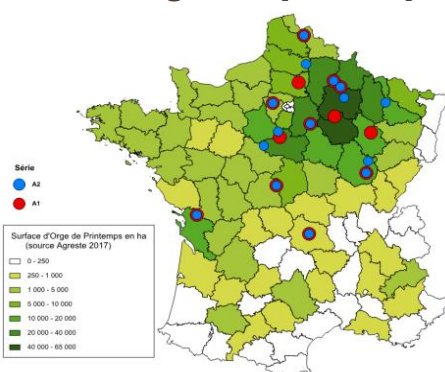 Série
A2
A1
Surface d'Orge de Printemps en ha
(source Agreste 2017)
0 - 250
250 - 1 000
1 000 - 5 000
5 000 - 10 000
10 000 - 20 000
20 000 - 40 000
40 000 - 65 000